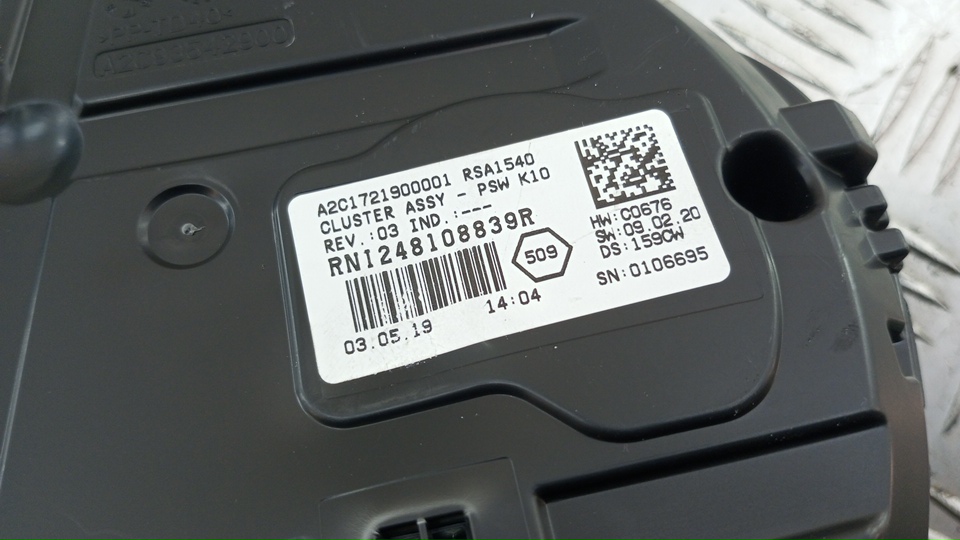 A2C1721900001 RSA1540
CLUSTER ASSY - PSW K10
REV.:03 IND.:---
RNI248108839R
509
03.05.19
14:04
HW:C0676
SW:09.02.20
DS:159CW
SN:0106695